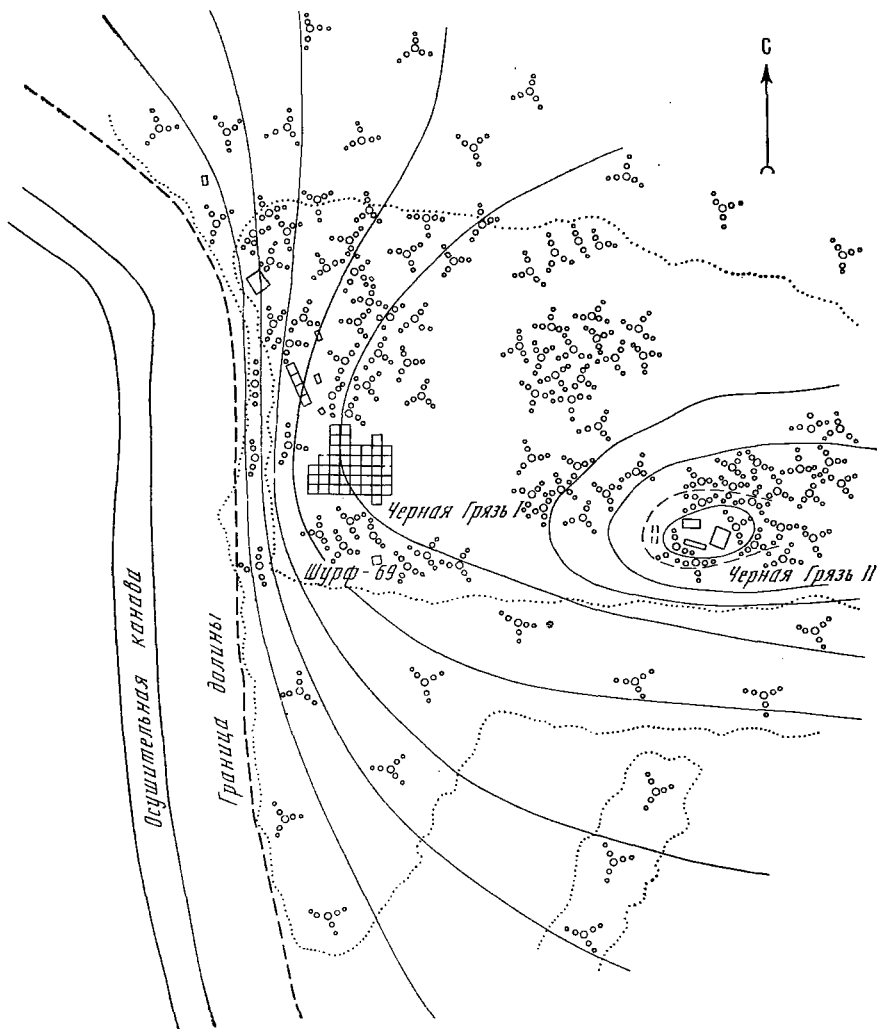 С
Черная Грязь I
Шурф-69
Черная Грязь II
Осушительная канава
Граница долины